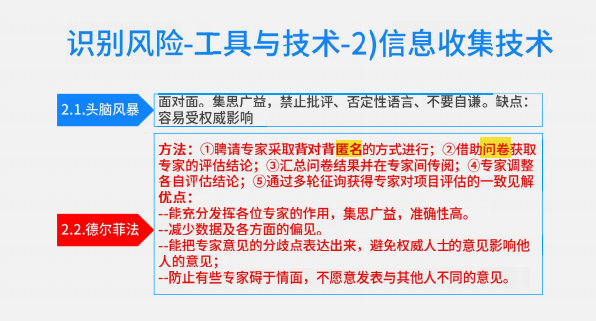 识别风险-工具与技术-2)信息收集技术
2.1.头脑风暴
面对面。集思广益，禁止批评、否定性语言、不要自谦。缺点：
容易受权威影响
2.2.德尔菲法
方法：①聘请专家采取背对背匿名的方式进行；②借助问卷获取
专家的评估结论；③汇总问卷结果并在专家间传阅；④专家调整
各自评估结论；⑤通过多轮征询获得专家对项目评估的一致见解
优点：
--能充分发挥各位专家的作用，集思广益，准确性高。
--减少数据及各方面的偏见。
--能把专家意见的分歧点表达出来，避免权威人士的意见影响他
人的意见；
--防止有些专家碍于情面，不愿意发表与其他人不同的意见。